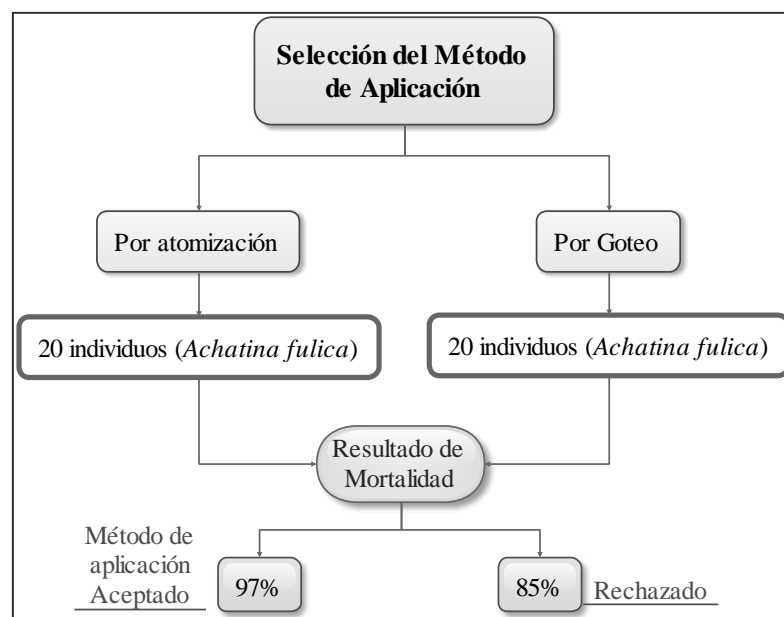 Selección del Método
de Aplicación
Por atomización
Por Goteo
20 individuos (Achatina fulica)
20 individuos (Achatina fulica)
Resultado de
Mortalidad
Método de
aplicación
Aceptado
97%
85%
Rechazado